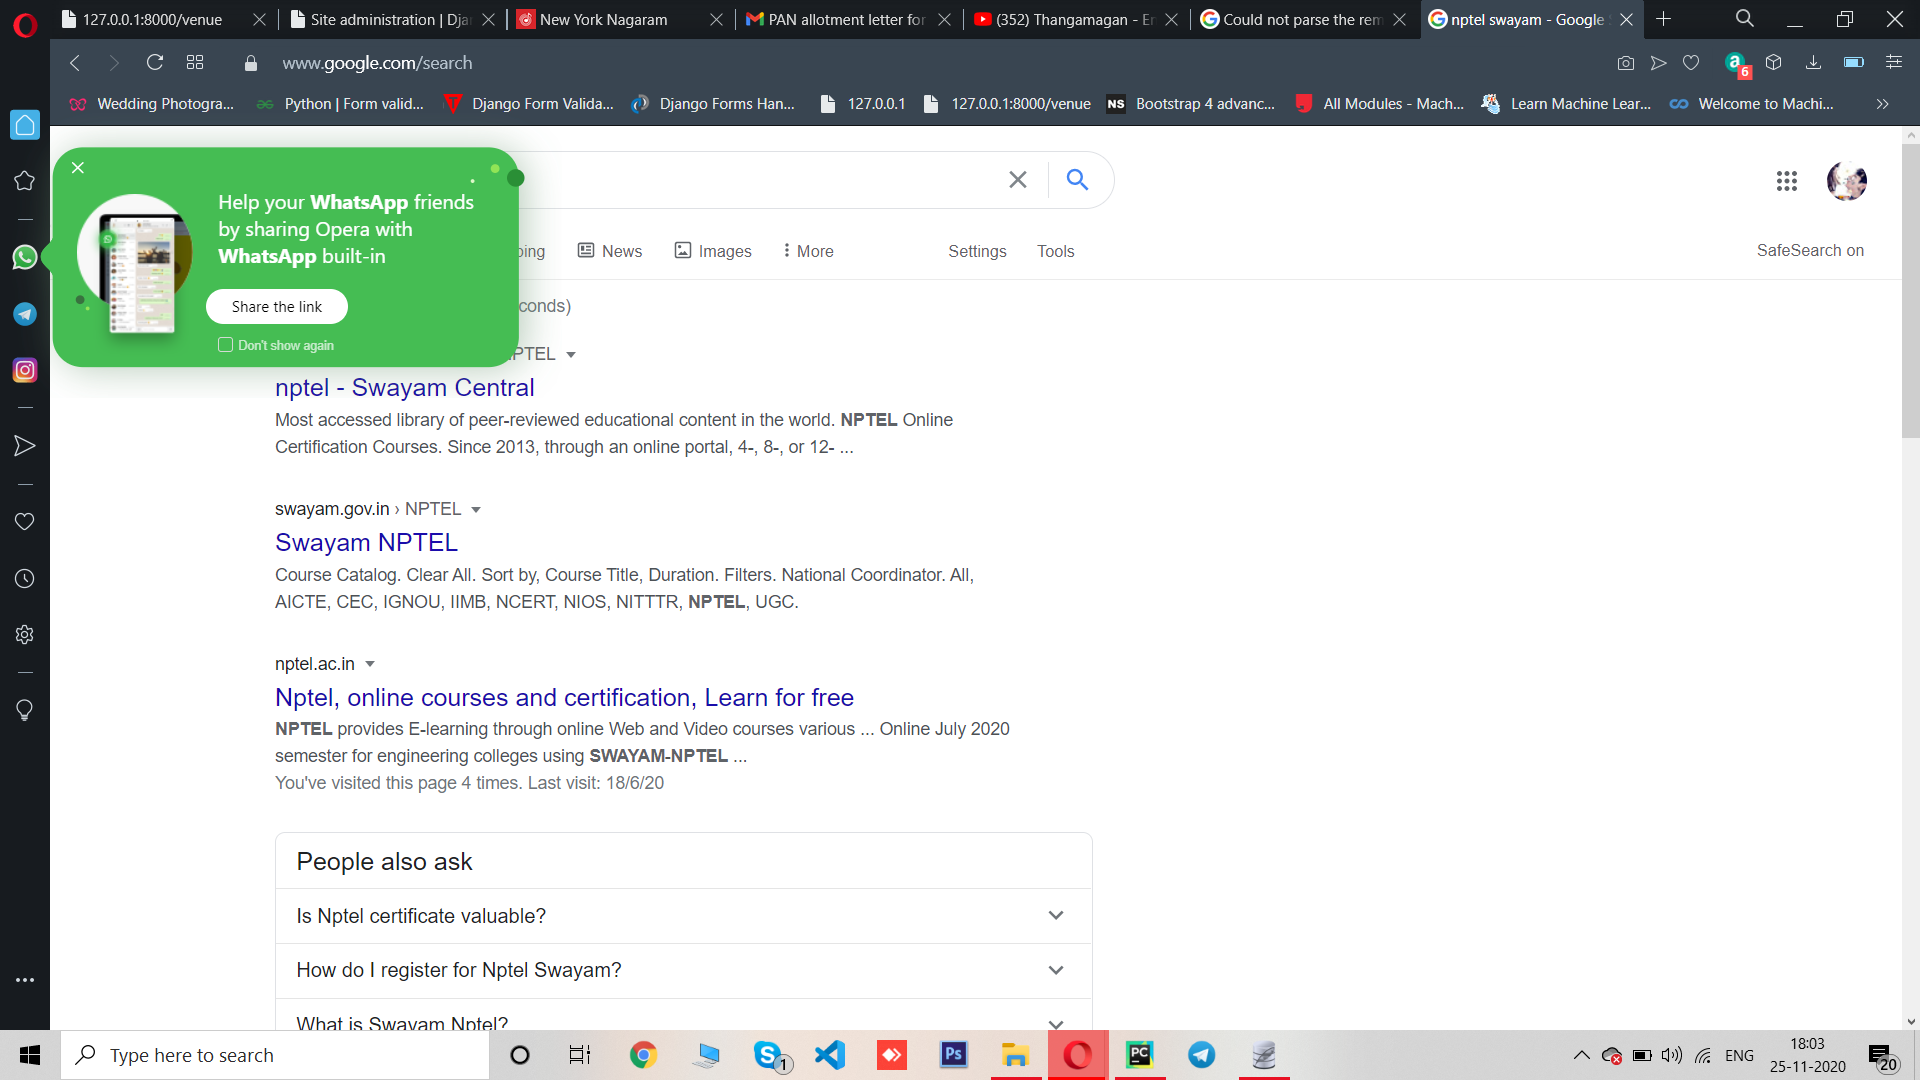 127.0.0.1:8000/venue
Site administration | Dja
New York Nagaram
PAN allotment letter for
(352) Thangamagan - E
Could not parse the rem
nptel swayam - Google
www.google.com/search
6
Wedding Photogra...
Python | Form valid...
Django Form Valida...
Django Forms Han...
127.0.0.1
127.0.0.1:8000/venue
NS
Bootstrap 4 advanc...
All Modules - Mach...
Learn Machine Lear...
Welcome to Machi...
Help your WhatsApp friends
by sharing Opera with
WhatsApp built-in
Share the link
Don't show again
ping
News
Images
More
Settings
Tools
SafeSearch on
conds)
PTEL
nptel - Swayam Central
Most accessed library of peer-reviewed educational content in the world. NPTEL Online
Certification Courses. Since 2013, through an online portal, 4-, 8-, or 12- ...
swayam.gov.in › NPTEL
Swayam NPTEL
Course Catalog. Clear All. Sort by, Course Title, Duration. Filters. National Coordinator. All,
AICTE, CEC, IGNOU, IIMB, NCERT, NIOS, NITTTR, NPTEL, UGC.
nptel.ac.in
Nptel, online courses and certification, Learn for free
NPTEL provides E-learning through online Web and Video courses various ... Online July 2020
semester for engineering colleges using SWAYAM-NPTEL ...
You've visited this page 4 times. Last visit: 18/6/20
People also ask
Is Nptel certificate valuable?
How do I register for Nptel Swayam?
What is Swayam Nptel?
Type here to search
1
Ps
PC
ENG
18:03
25-11-2020
20